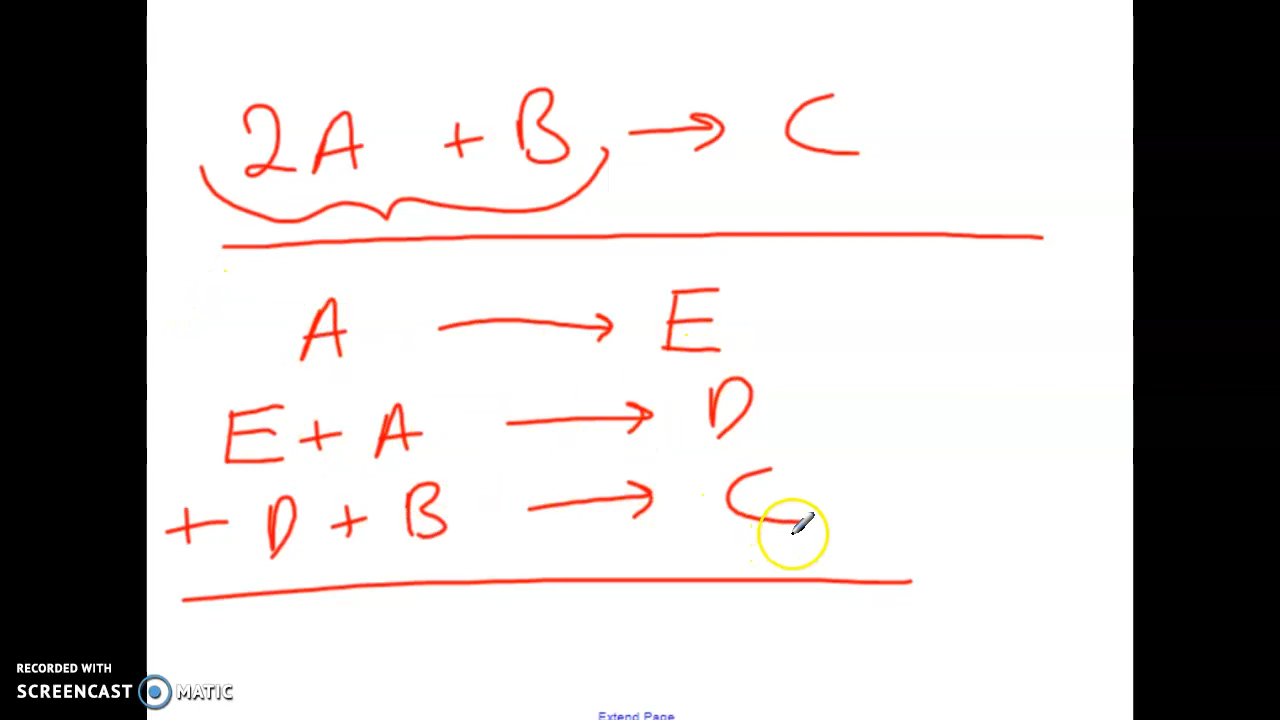 2A + B → C
A → E
E + A → D
+ D + B → C
RECORDED WITH
SCREENCAST MATIC
Extend Page